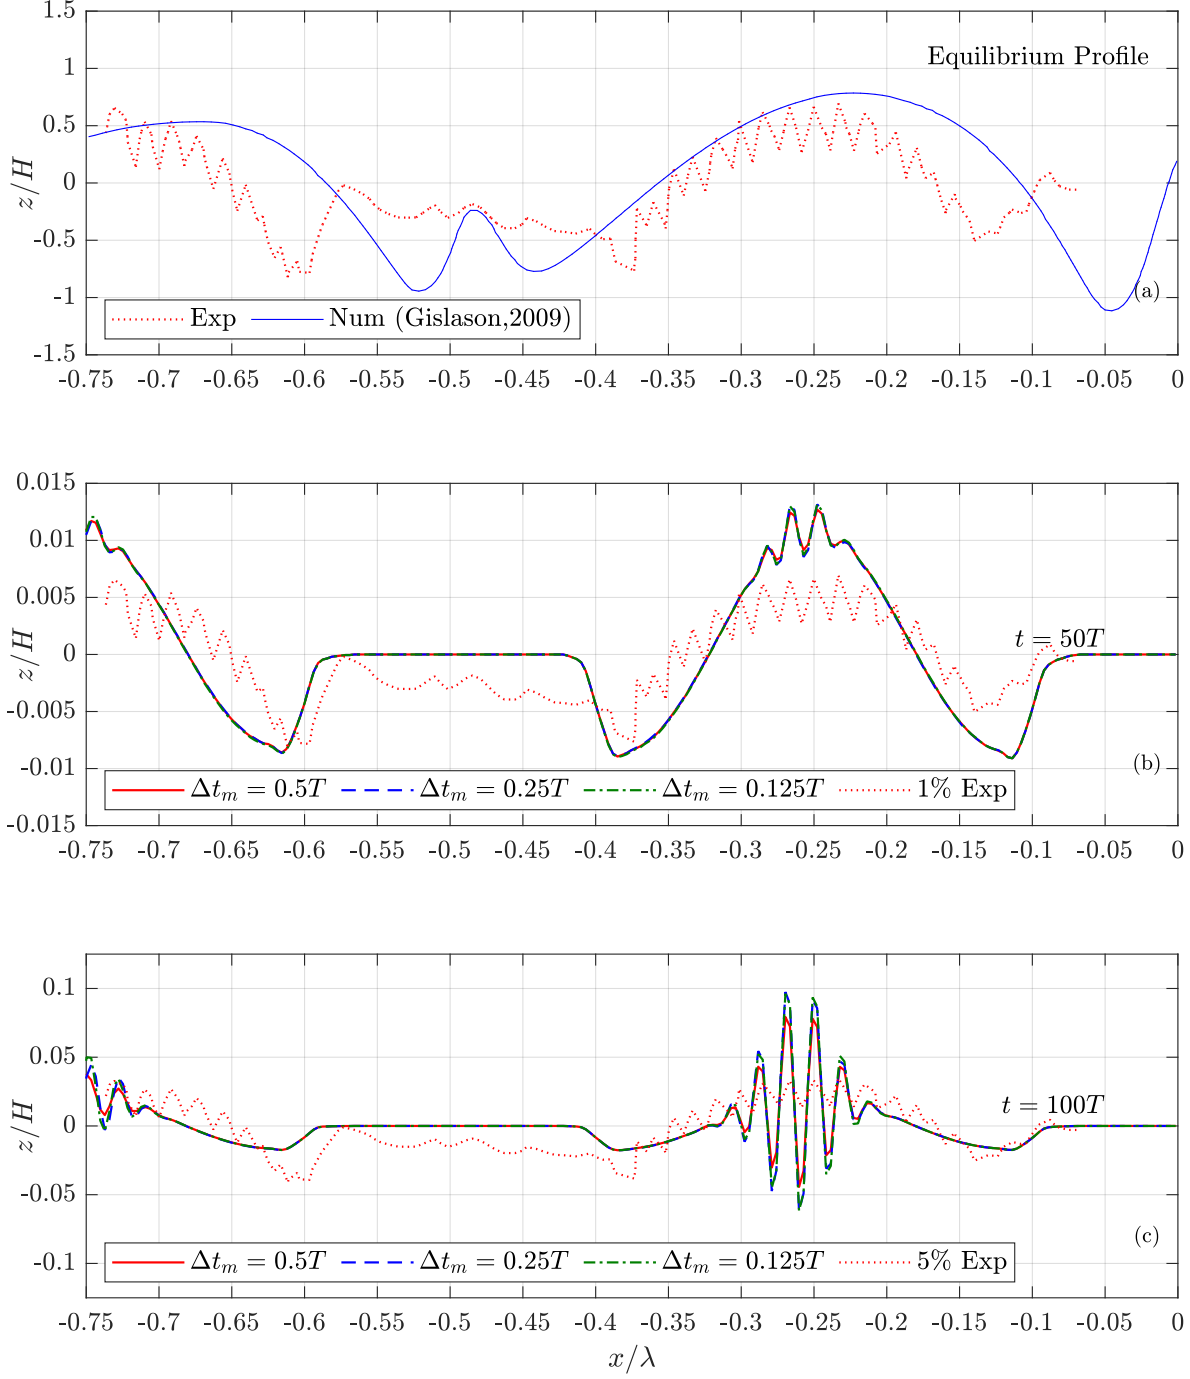 1.5
1
0.5
0
-0.5
-1
-1.5
z/H
Equilibrium Profile
(a)
Exp Num (Gislason,2009)
-0.75 -0.7 -0.65 -0.6 -0.55 -0.5 -0.45 -0.4 -0.35 -0.3 -0.25 -0.2 -0.15 -0.1 -0.05 0
0.015
0.01
0.005
0
-0.005
-0.01
-0.015
z/H
t = 50T
(b)
Δt_m = 0.5T Δt_m = 0.25T Δt_m = 0.125T 1% Exp
-0.75 -0.7 -0.65 -0.6 -0.55 -0.5 -0.45 -0.4 -0.35 -0.3 -0.25 -0.2 -0.15 -0.1 -0.05 0
0.1
0.05
0
-0.05
-0.1
z/H
t = 100T
(c)
Δt_m = 0.5T Δt_m = 0.25T Δt_m = 0.125T 5% Exp
-0.75 -0.7 -0.65 -0.6 -0.55 -0.5 -0.45 -0.4 -0.35 -0.3 -0.25 -0.2 -0.15 -0.1 -0.05 0
x/λ